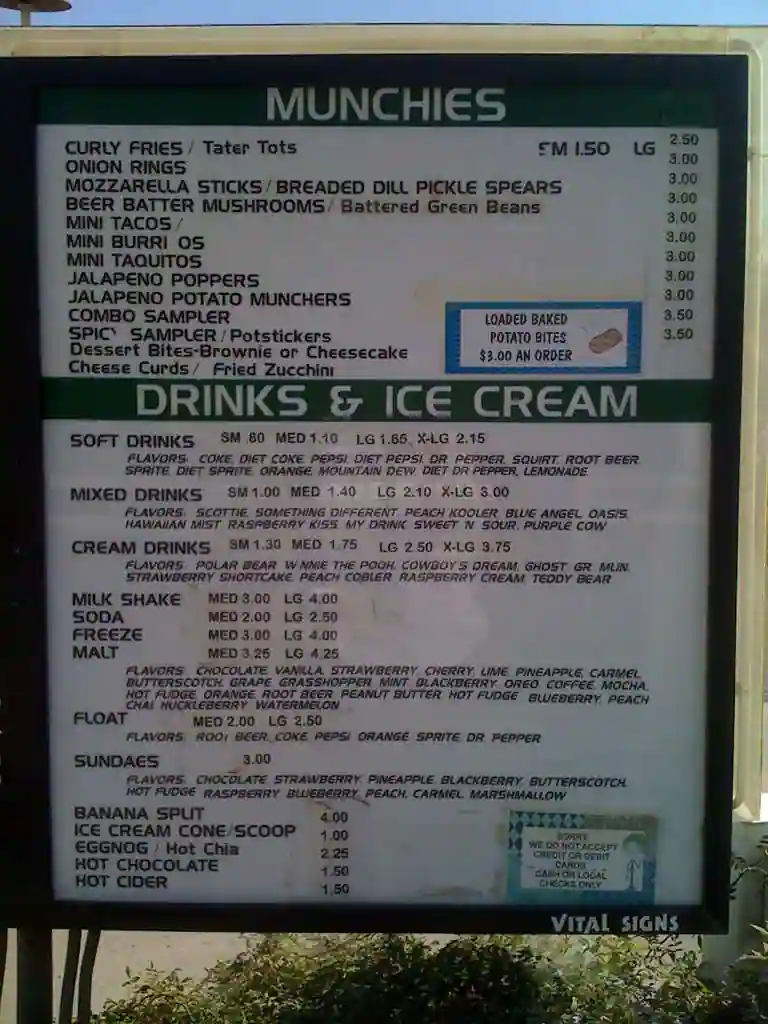 MUNCHIES
CURLY FRIES / Tater Tots SM 1.50 LG 2.50
ONION RINGS 3.00
MOZZARELLA STICKS / BREADED DILL PICKLE SPEARS 3.00
BEER BATTER MUSHROOMS / Battered Green Beans 3.00
MINI TACOS / 3.00
MINI BURRI OS 3.00
MINI TAQUITOS 3.00
JALAPENO POPPERS 3.00
JALAPENO POTATO MUNCHERS 3.00
COMBO SAMPLER 3.50
SPICY SAMPLER / Potstickers 3.50
Dessert Bites-Brownie or Cheesecake
Cheese Curds / Fried Zucchini
LOADED BAKED
POTATO BITES
$3.00 AN ORDER
DRINKS & ICE CREAM
SOFT DRINKS SM .80 MED 1.10 LG 1.65 X-LG 2.15
FLAVORS: COKE, DIET COKE, PEPSI, DIET PEPSI, DR. PEPPER, SQUIRT, ROOT BEER
SPRITE, DIET SPRITE, ORANGE, MOUNTAIN DEW, DIET DR PEPPER, LEMONADE
MIXED DRINKS SM 1.00 MED 1.40 LG 2.10 X-LG 3.00
FLAVORS: SCOTTIE, SOMETHING DIFFERENT, PEACH KOOLER, BLUE ANGEL, OASIS,
HAWAIIAN MIST, RASPBERRY KISS, MY DRINK, SWEET 'N SOUR, PURPLE COW
CREAM DRINKS SM 1.30 MED 1.75 LG 2.50 X-LG 3.75
FLAVORS: POLAR BEAR, W NNIE THE POOH, COWBOY'S DREAM, GHOST, GR MLIN
STRAWBERRY SHORTCAKE, PEACH COBLER, RASPBERRY CREAM, TEDDY BEAR
MILK SHAKE MED 3.00 LG 4.00
SODA MED 2.00 LG 2.50
FREEZE MED 3.00 LG 4.00
MALT MED 3.25 LG 4.25
FLAVORS: CHOCOLATE, VANILLA, STRAWBERRY, CHERRY, LIME, PINEAPPLE, CARMEL,
BUTTERSCOTCH, GRAPE, GRASSHOPPER, MINT, BLACKBERRY, OREO, COFFEE, MOCHA,
HOT FUDGE, ORANGE, ROOT BEER, PEANUT BUTTER HOT FUDGE, BLUEBERRY, PEACH
CHAI, HUCKLEBERRY, WATERMELON
FLOAT MED 2.00 LG 2.50
FLAVORS: ROOT BEER, COKE, PEPSI, ORANGE, SPRITE, DR. PEPPER
SUNDAES 3.00
FLAVORS: CHOCOLATE, STRAWBERRY, PINEAPPLE, BLACKBERRY, BUTTERSCOTCH,
HOT FUDGE, RASPBERRY, BLUEBERRY, PEACH, CARMEL, MARSHMALLOW
BANANA SPLIT 4.00
ICE CREAM CONE/SCOOP 1.00
EGGNOG / Hot Chia 2.25
HOT CHOCOLATE 1.50
HOT CIDER 1.50
SORRY
WE DO NOT ACCEPT
CREDIT OR DEBIT
CARDS
CASH OR LOCAL
CHECKS ONLY
VITAL SIGNS